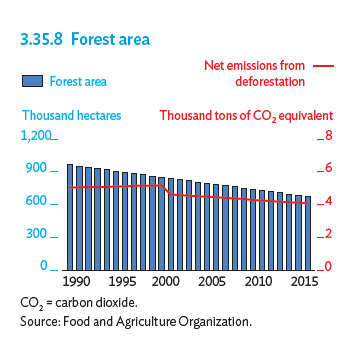 3.35.8 Forest area
Net emissions from
deforestation
Forest area
Thousand hectares
Thousand tons of CO2 equivalent
1,200
8
900
6
600
4
300
2
0
0
1990 1995 2000 2005 2010 2015
CO2 = carbon dioxide.
Source: Food and Agriculture Organization.